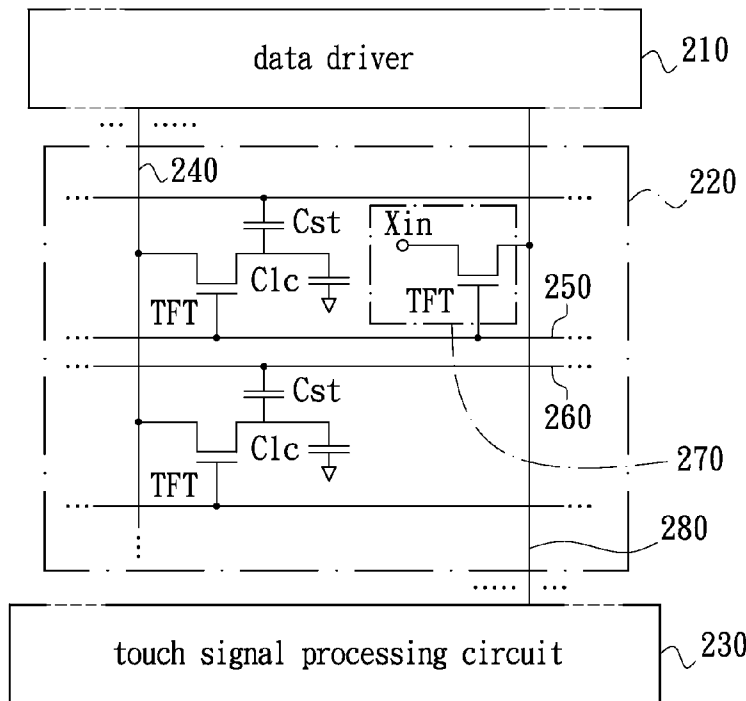 data driver
210
240
220
Cst
Xin
Clc
TFT
TFT
250
Cst
260
Clc
270
TFT
280
touch signal processing circuit
230